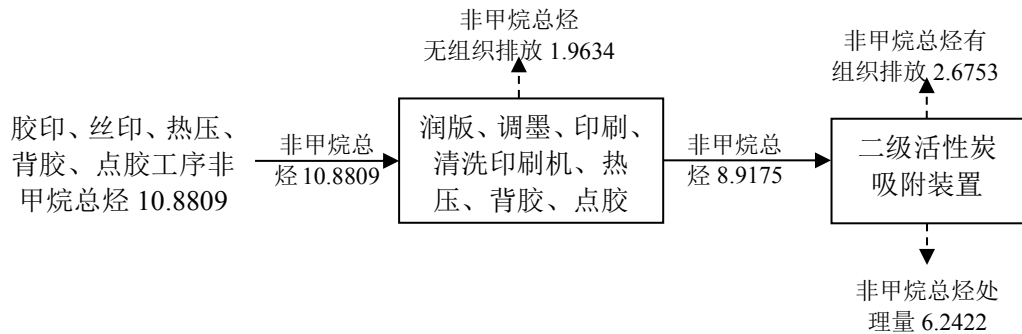 胶印、丝印、热压、
背胶、点胶工序非
甲烷总烃 10.8809
非甲烷总
烃 10.8809
非甲烷总烃
无组织排放 1.9634
润版、调墨、印刷、
清洗印刷机、热
压、背胶、点胶
非甲烷总
烃 8.9175
非甲烷总烃有
组织排放 2.6753
二级活性炭
吸附装置
非甲烷总烃处
理量 6.2422